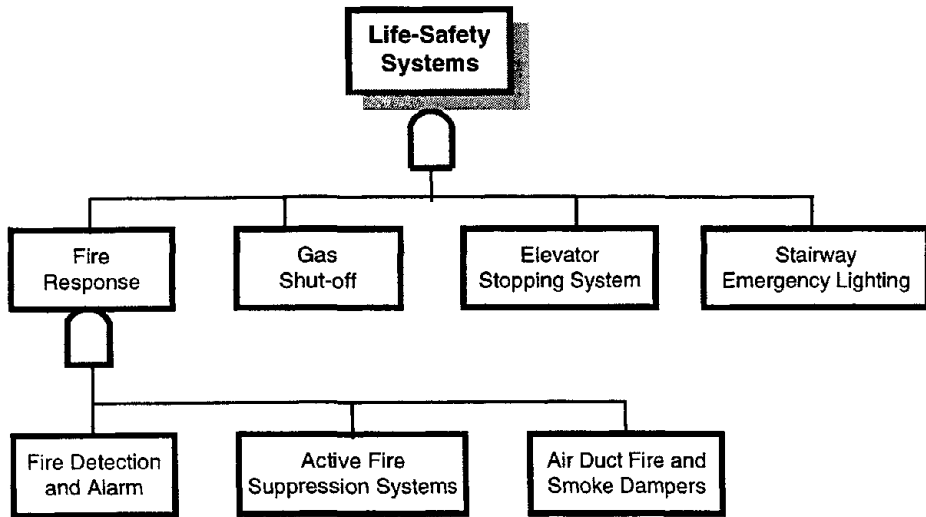 Life-Safety
Systems
Fire
Response
Gas
Shut-off
Elevator
Stopping System
Stairway
Emergency Lighting
Fire Detection
and Alarm
Active Fire
Suppression Systems
Air Duct Fire and
Smoke Dampers